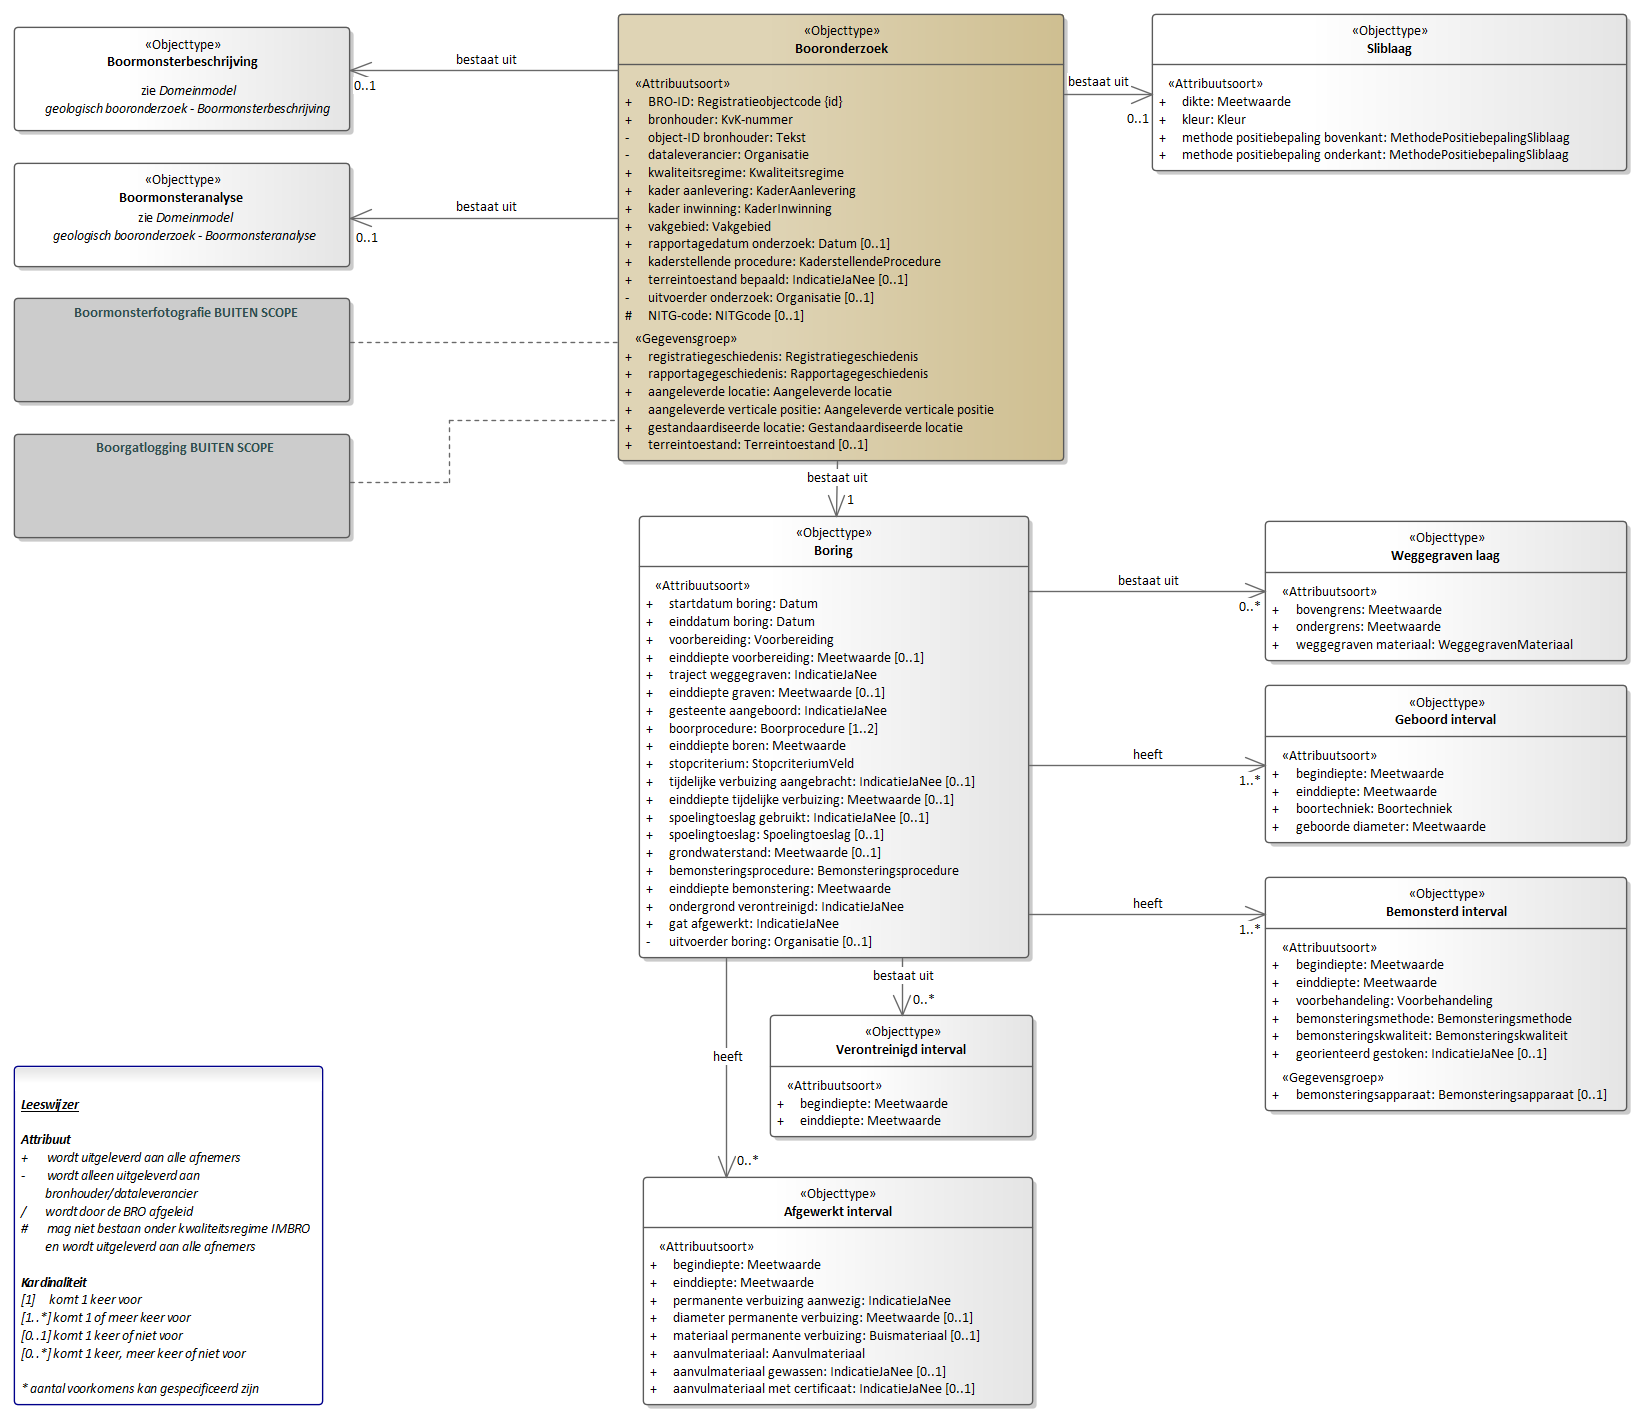 «Objecttype»
Boormonsterbeschrijving
zie Domeinmodel
geologisch booronderzoek - Boormonsterbeschrijving
bestaat uit
0..1
«Objecttype»
Boormonsteranalyse
zie Domeinmodel
geologisch booronderzoek - Boormonsteranalyse
bestaat uit
0..1
Boormonsterfotografie BUITEN SCOPE
Boorgatlogging BUITEN SCOPE
«Objecttype»
Booronderzoek
«Attribuutsoort»
+ BRO-ID: Registratieobjectcode {id}
+ bronhouder: KvK-nummer
- object-ID bronhouder: Tekst
- dataleverancier: Organisatie
+ kwaliteitsregime: Kwaliteitsregime
+ kader aanlevering: KaderAanlevering
+ kader inwinning: KaderInwinning
+ vakgebied: Vakgebied
+ rapportagedatum onderzoek: Datum [0..1]
+ kaderstellende procedure: KaderstellendeProcedure
+ terreintoestand bepaald: IndicatieJaNee [0..1]
- uitvoerder onderzoek: Organisatie [0..1]
# NITG-code: NITGcode [0..1]
«Gegevensgroep»
+ registratiegeschiedenis: Registratiegeschiedenis
+ rapportagegeschiedenis: Rapportagegeschiedenis
+ aangeleverde locatie: Aangeleverde locatie
+ aangeleverde verticale positie: Aangeleverde verticale positie
+ gestandaardiseerde locatie: Gestandaardiseerde locatie
+ terreintoestand: Terreintoestand [0..1]
bestaat uit
0..1
«Objecttype»
Sliblaag
«Attribuutsoort»
+ dikte: Meetwaarde
+ kleur: Kleur
+ methode positiebepaling bovenkant: MethodePositiebepalingSliblaag
+ methode positiebepaling onderkant: MethodePositiebepalingSliblaag
bestaat uit
1
«Objecttype»
Boring
«Attribuutsoort»
+ startdatum boring: Datum
+ einddatum boring: Datum
+ voorbereiding: Voorbereiding
+ einddiepte voorbereiding: Meetwaarde [0..1]
+ traject weggegraven: IndicatieJaNee
+ einddiepte graven: Meetwaarde [0..1]
+ gesteente aangeboord: IndicatieJaNee
+ boorprocedure: Boorprocedure [1..2]
+ einddiepte boren: Meetwaarde
+ stopcriterium: StopcriteriumVeld
+ tijdelijke verbuizing aangebracht: IndicatieJaNee [0..1]
+ einddiepte tijdelijke verbuizing: Meetwaarde [0..1]
+ spoelingtoeslag gebruikt: IndicatieJaNee [0..1]
+ spoelingtoeslag: Spoelingtoeslag [0..1]
+ grondwaterstand: Meetwaarde [0..1]
+ bemonsteringsprocedure: Bemonsteringsprocedure
+ einddiepte bemonstering: Meetwaarde
+ ondergrond verontreinigd: IndicatieJaNee
+ gat afgewerkt: IndicatieJaNee
- uitvoerder boring: Organisatie [0..1]
bestaat uit
0..*
«Objecttype»
Weggegraven laag
«Attribuutsoort»
+ bovengrens: Meetwaarde
+ ondergrens: Meetwaarde
+ weggegraven materiaal: WeggegravenMateriaal
heeft
1..*
«Objecttype»
Geboord interval
«Attribuutsoort»
+ begindiepte: Meetwaarde
+ einddiepte: Meetwaarde
+ boortechniek: Boortechniek
+ geboorde diameter: Meetwaarde
heeft
1..*
«Objecttype»
Bemonsterd interval
«Attribuutsoort»
+ begindiepte: Meetwaarde
+ einddiepte: Meetwaarde
+ voorbehandeling: Voorbehandeling
+ bemonsteringsmethode: Bemonsteringsmethode
+ bemonsteringskwaliteit: Bemonsteringskwaliteit
+ georienteerd gestoken: IndicatieJaNee [0..1]
«Gegevensgroep»
+ bemonsteringsapparaat: Bemonsteringsapparaat [0..1]
bestaat uit
0..*
«Objecttype»
Verontreinigd interval
«Attribuutsoort»
+ begindiepte: Meetwaarde
+ einddiepte: Meetwaarde
heeft
0..*
«Objecttype»
Afgewerkt interval
«Attribuutsoort»
+ begindiepte: Meetwaarde
+ einddiepte: Meetwaarde
+ permanente verbuizing aanwezig: IndicatieJaNee
+ diameter permanente verbuizing: Meetwaarde [0..1]
+ materiaal permanente verbuizing: Buismateriaal [0..1]
+ aanvulmateriaal: Aanvulmateriaal
+ aanvulmateriaal gewassen: IndicatieJaNee [0..1]
+ aanvulmateriaal met certificaat: IndicatieJaNee [0..1]
Leeswijzer
Attribuut
+ wordt uitgeleverd aan alle afnemers
- wordt alleen uitgeleverd aan
bronhouder/dataleverancier
/ wordt door de BRO afgeleid
# mag niet bestaan onder kwaliteitsregime IMBRO
en wordt uitgeleverd aan alle afnemers
Kardinaliteit
[1] komt 1 keer voor
[1..*] komt 1 of meer keer voor
[0..1] komt 1 keer of niet voor
[0..*] komt 1 keer, meer keer of niet voor
* aantal voorkomens kan gespecificeerd zijn